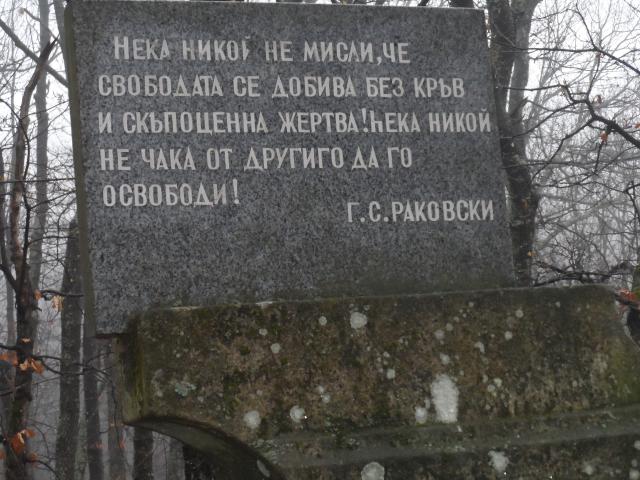 Нека никой не мисли, че
свободата се добива без кръв
и скъпоценна жертва! Нека никой
не чака от другиго да го
освободи!
Г. С. Раковски